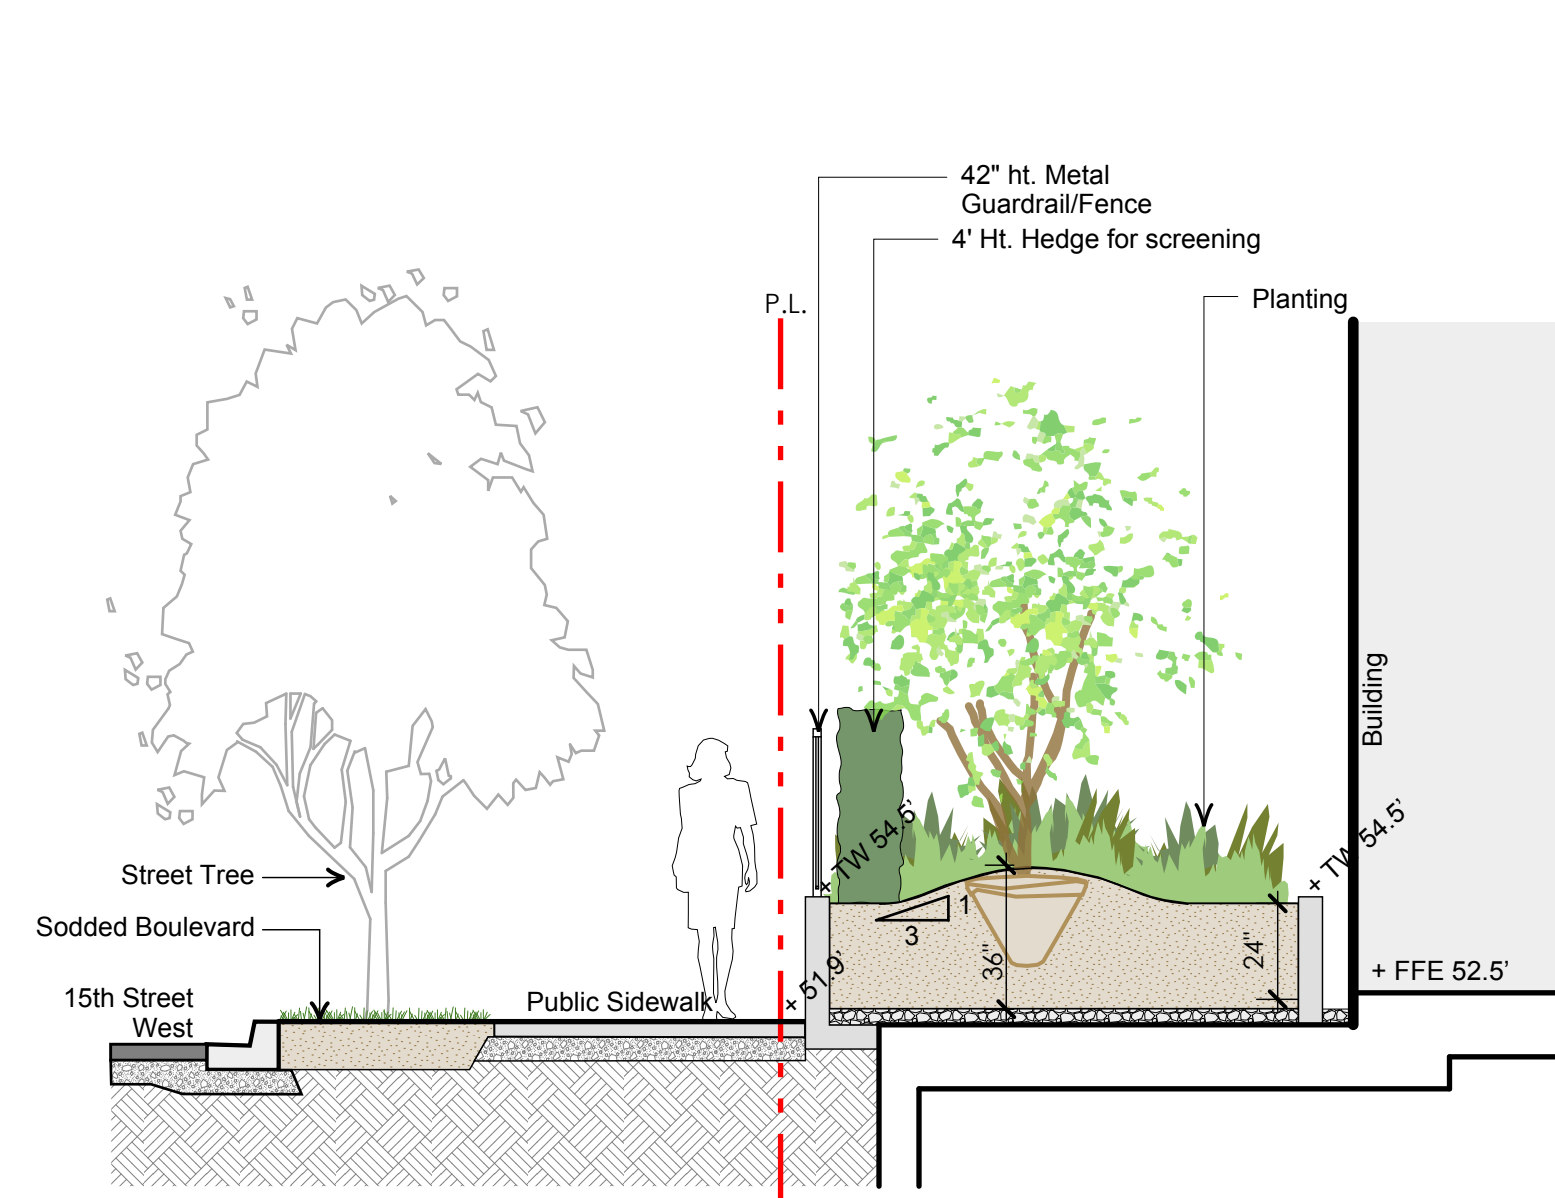 42" ht. Metal
Guardrail/Fence
4' Ht. Hedge for screening
P.L.
Planting
Building
+ TW 54.5'
+ TW 54.5'
Street Tree
Sodded Boulevard
1
3
36"
24"
+ 51.9'
+ FFE 52.5'
15th Street
West
Public Sidewalk